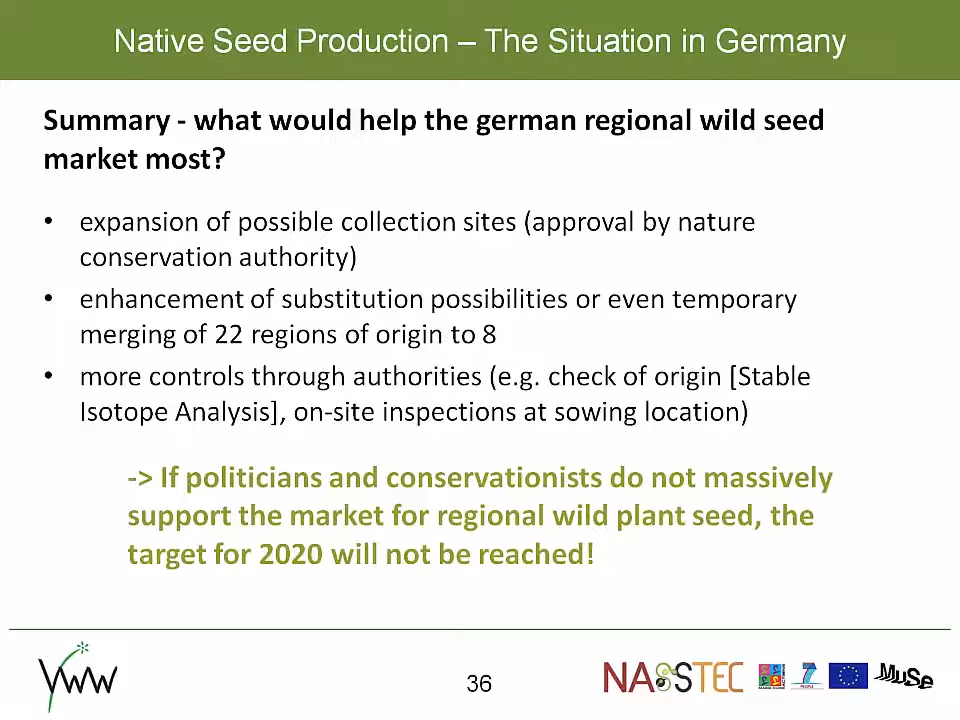 Native Seed Production – The Situation in Germany
Summary - what would help the german regional wild seed
market most?
• expansion of possible collection sites (approval by nature
conservation authority)
• enhancement of substitution possibilities or even temporary
merging of 22 regions of origin to 8
• more controls through authorities (e.g. check of origin [Stable
Isotope Analysis], on-site inspections at sowing location)
-> If politicians and conservationists do not massively
support the market for regional wild plant seed, the
target for 2020 will not be reached!
VWW
36
NASSTEC
7
PEOPLE
MuSe